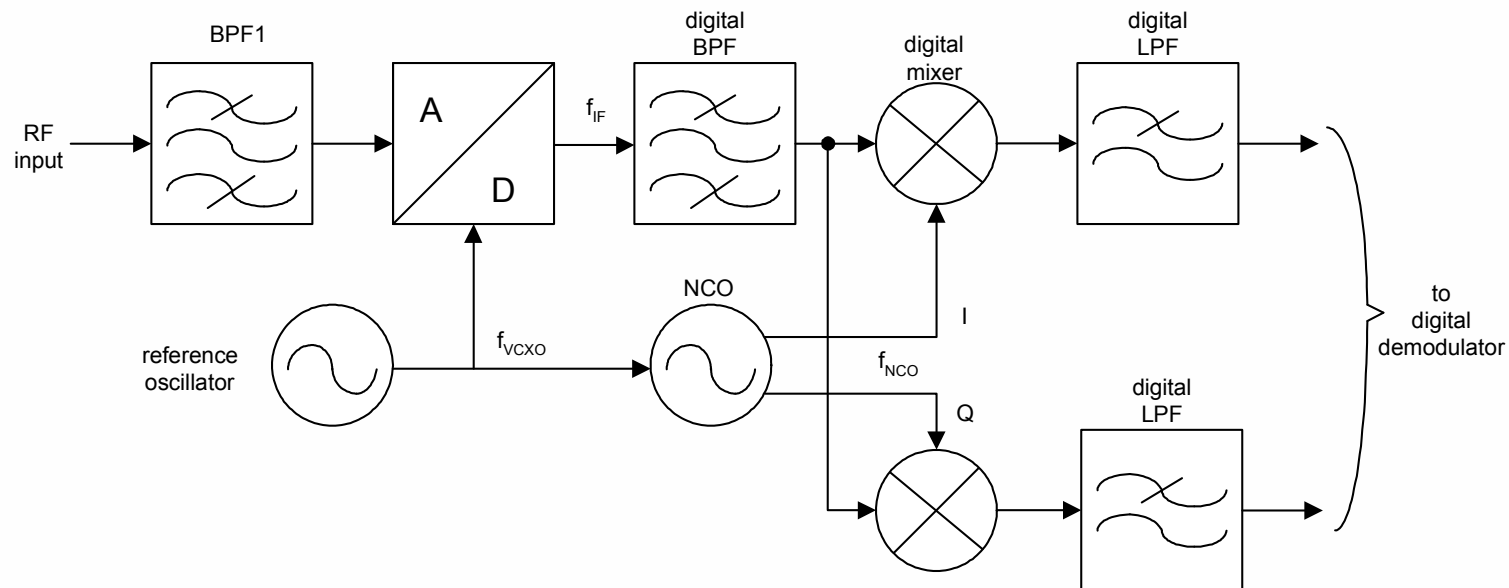 BPF1
digital
BPF
digital
mixer
digital
LPF
RF
input
A
D
f_IF
NCO
reference
oscillator
f_VCXO
I
f_NCO
Q
digital
LPF
to
digital
demodulator